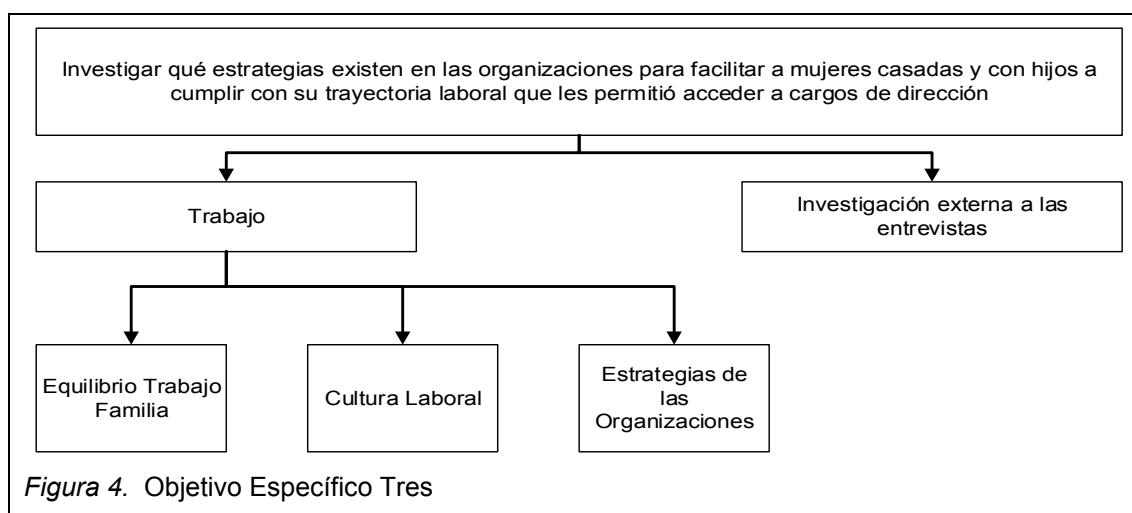 Investigar qué estrategias existen en las organizaciones para facilitar a mujeres casadas y con hijos a
cumplir con su trayectoria laboral que les permitió acceder a cargos de dirección
Trabajo
Investigación externa a las
entrevistas
Equilibrio Trabajo
Familia
Cultura Laboral
Estrategias de
las
Organizaciones
Figura 4. Objetivo Específico Tres